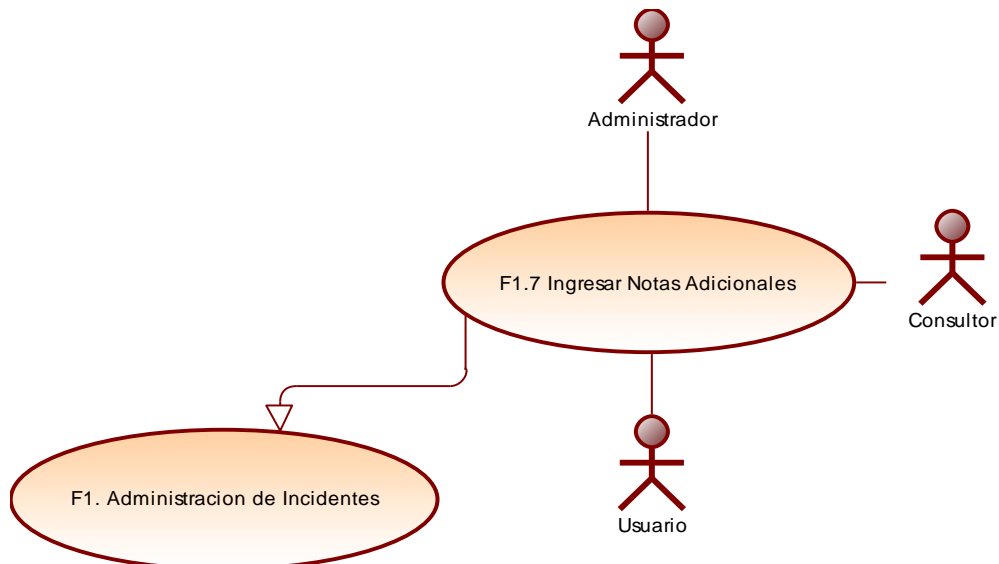 Administrador
F1.7 Ingresar Notas Adicionales
Consultor
F1. Administracion de Incidentes
Usuario